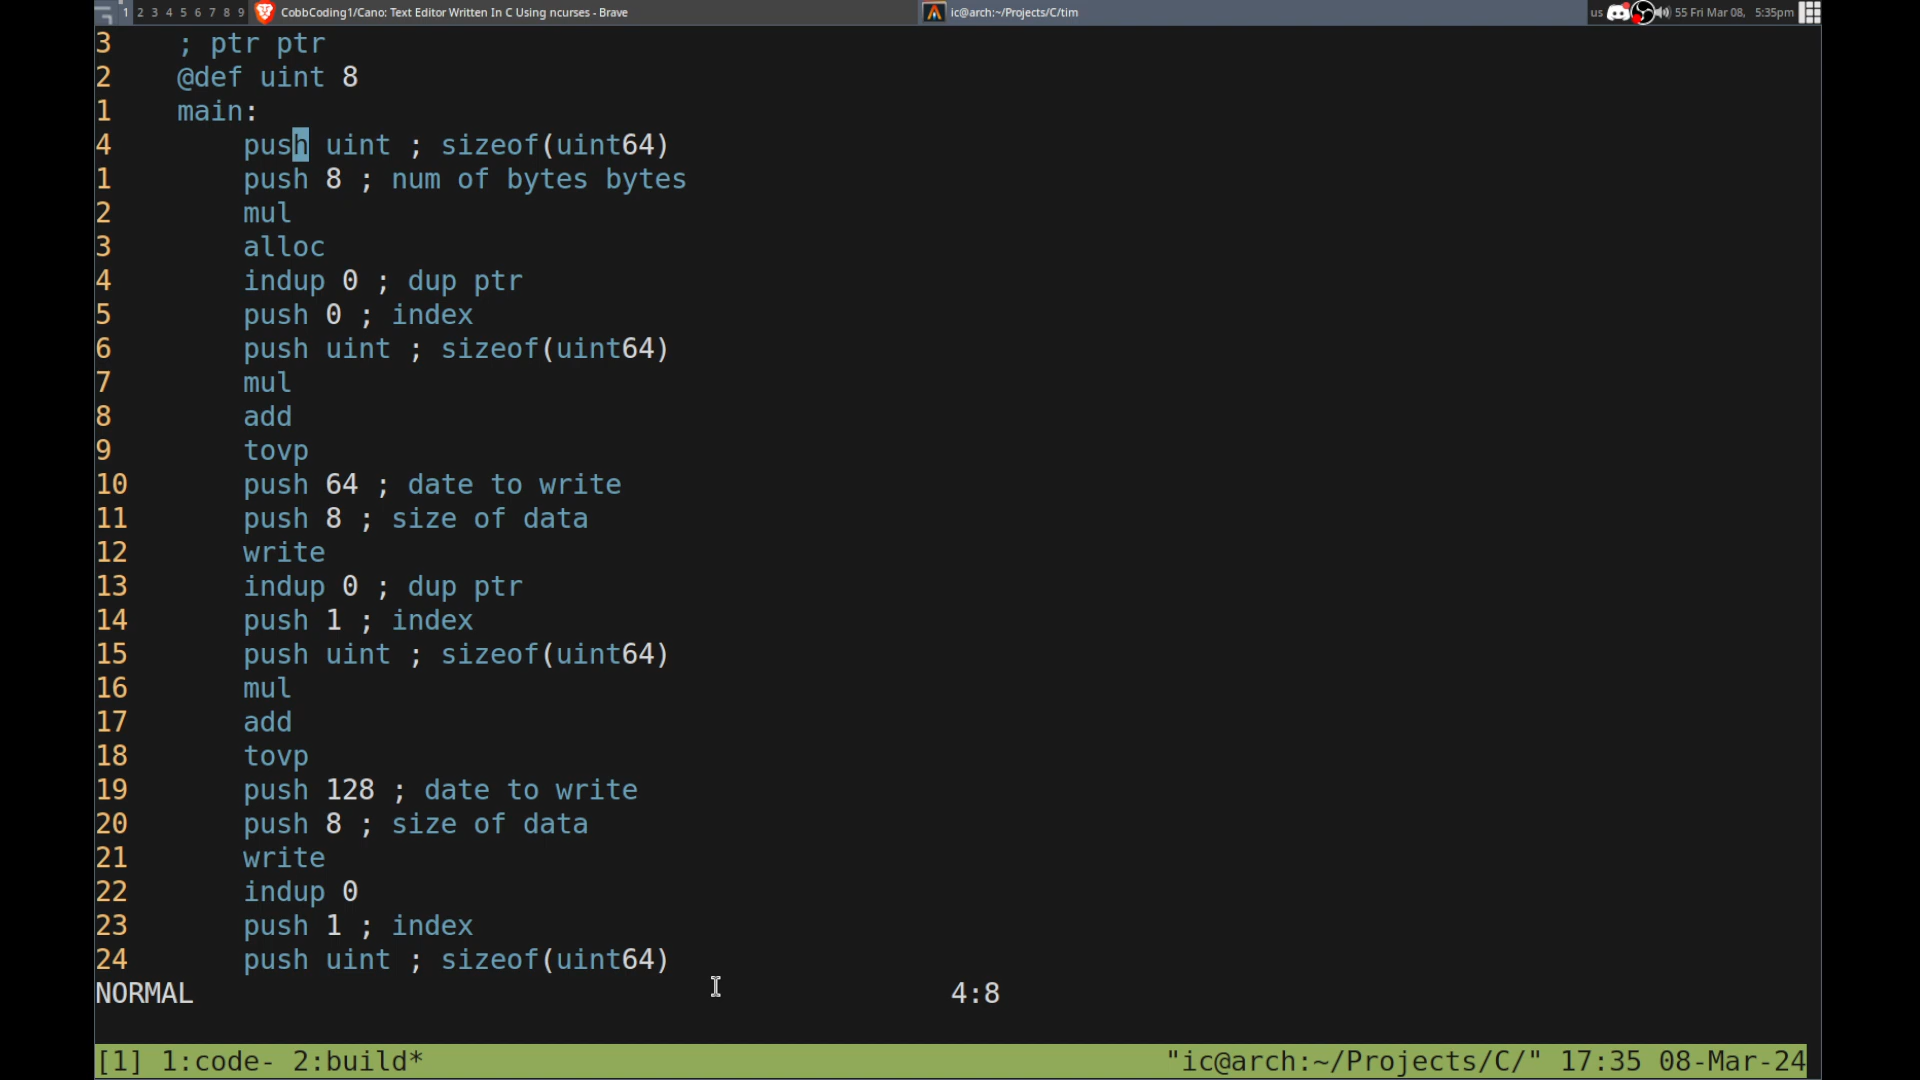 1 2 3 4 5 6 7 8 9 CobbCoding1/Cano: Text Editor Written In C Using ncurses - Brave ic@arch:~/Projects/C/tim us 55 Fri Mar 08, 5:35pm
3 ; ptr ptr
2 @def uint 8
1 main:
4 push uint ; sizeof(uint64)
1 push 8 ; num of bytes bytes
2 mul
3 alloc
4 indup 0 ; dup ptr
5 push 0 ; index
6 push uint ; sizeof(uint64)
7 mul
8 add
9 tovp
10 push 64 ; date to write
11 push 8 ; size of data
12 write
13 indup 0 ; dup ptr
14 push 1 ; index
15 push uint ; sizeof(uint64)
16 mul
17 add
18 tovp
19 push 128 ; date to write
20 push 8 ; size of data
21 write
22 indup 0
23 push 1 ; index
24 push uint ; sizeof(uint64)
NORMAL 4:8
[1] 1:code- 2:build* "ic@arch:~/Projects/C/" 17:35 08-Mar-24